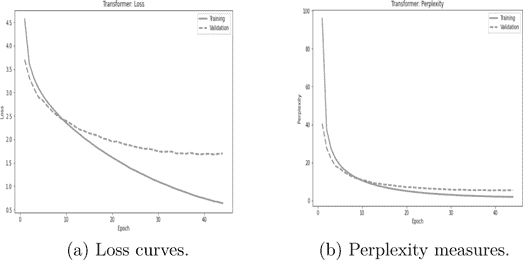 Transformer: Loss
Training
Validation
4.5
4.0
3.5
3.0
2.5
2.0
1.5
1.0
0.5
Loss
0
10
20
30
40
Epoch
(a) Loss curves.
Transformer: Perplexity
Training
Validation
100
80
60
40
20
0
Perplexity
0
10
20
30
40
Epoch
(b) Perplexity measures.